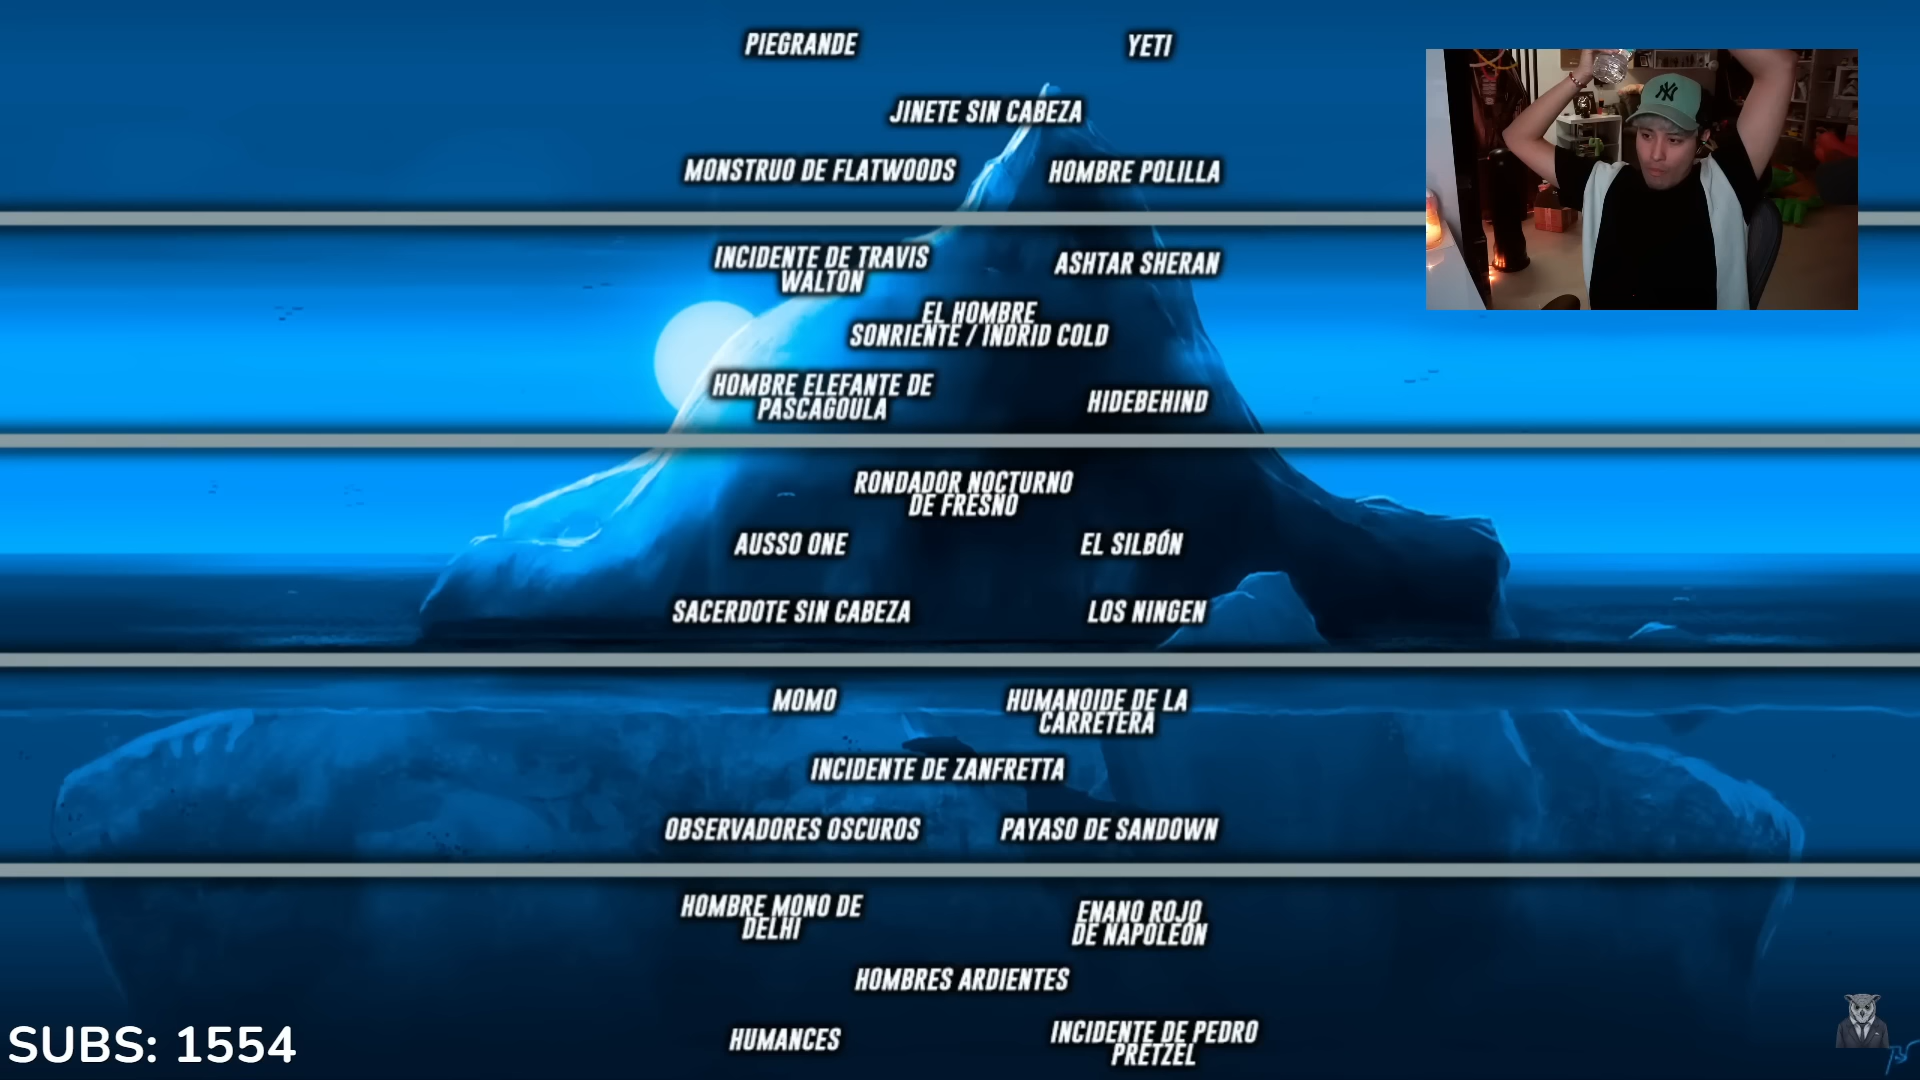 PIEGRANDE
YETI
JINETE SIN CABEZA
MONSTRUO DE FLATWOODS
HOMBRE POLILLA
INCIDENTE DE TRAVIS
WALTON
ASHTAR SHERAN
EL HOMBRE
SONRIENTE / INDRID COLD
HOMBRE ELEFANTE DE
PASCAGOULA
HIDEBEHIND
RONDADOR NOCTURNO
DE FRESNO
AUSSO ONE
EL SILBÓN
SACERDOTE SIN CABEZA
LOS NINGEN
MOMO
HUMANOIDE DE LA
CARRETERA
INCIDENTE DE ZANFRETTA
OBSERVADORES OSCUROS
PAYASO DE SANDOWN
HOMBRE MONO DE
DELHI
ENANO ROJO
DE NAPOLEÓN
HOMBRES ARDIENTES
HUMANCES
INCIDENTE DE PEDRO
PRETZEL
SUBS: 1554
NY